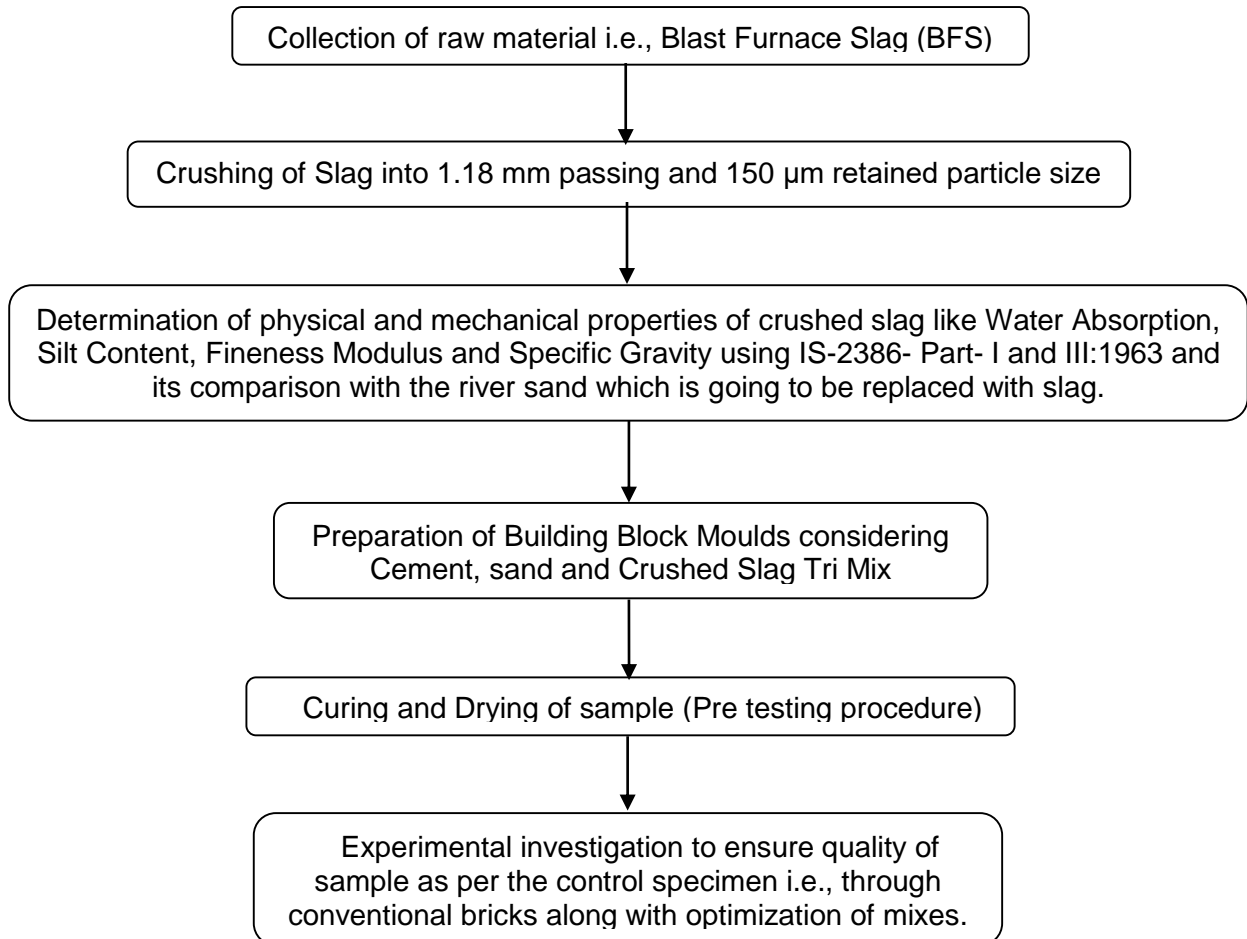 Collection of raw material i.e., Blast Furnace Slag (BFS)
Crushing of Slag into 1.18 mm passing and 150 µm retained particle size
Determination of physical and mechanical properties of crushed slag like Water Absorption,
Silt Content, Fineness Modulus and Specific Gravity using IS-2386- Part- I and III:1963 and
its comparison with the river sand which is going to be replaced with slag.
Preparation of Building Block Moulds considering
Cement, sand and Crushed Slag Tri Mix
Curing and Drying of sample (Pre testing procedure)
Experimental investigation to ensure quality of
sample as per the control specimen i.e., through
conventional bricks along with optimization of mixes.